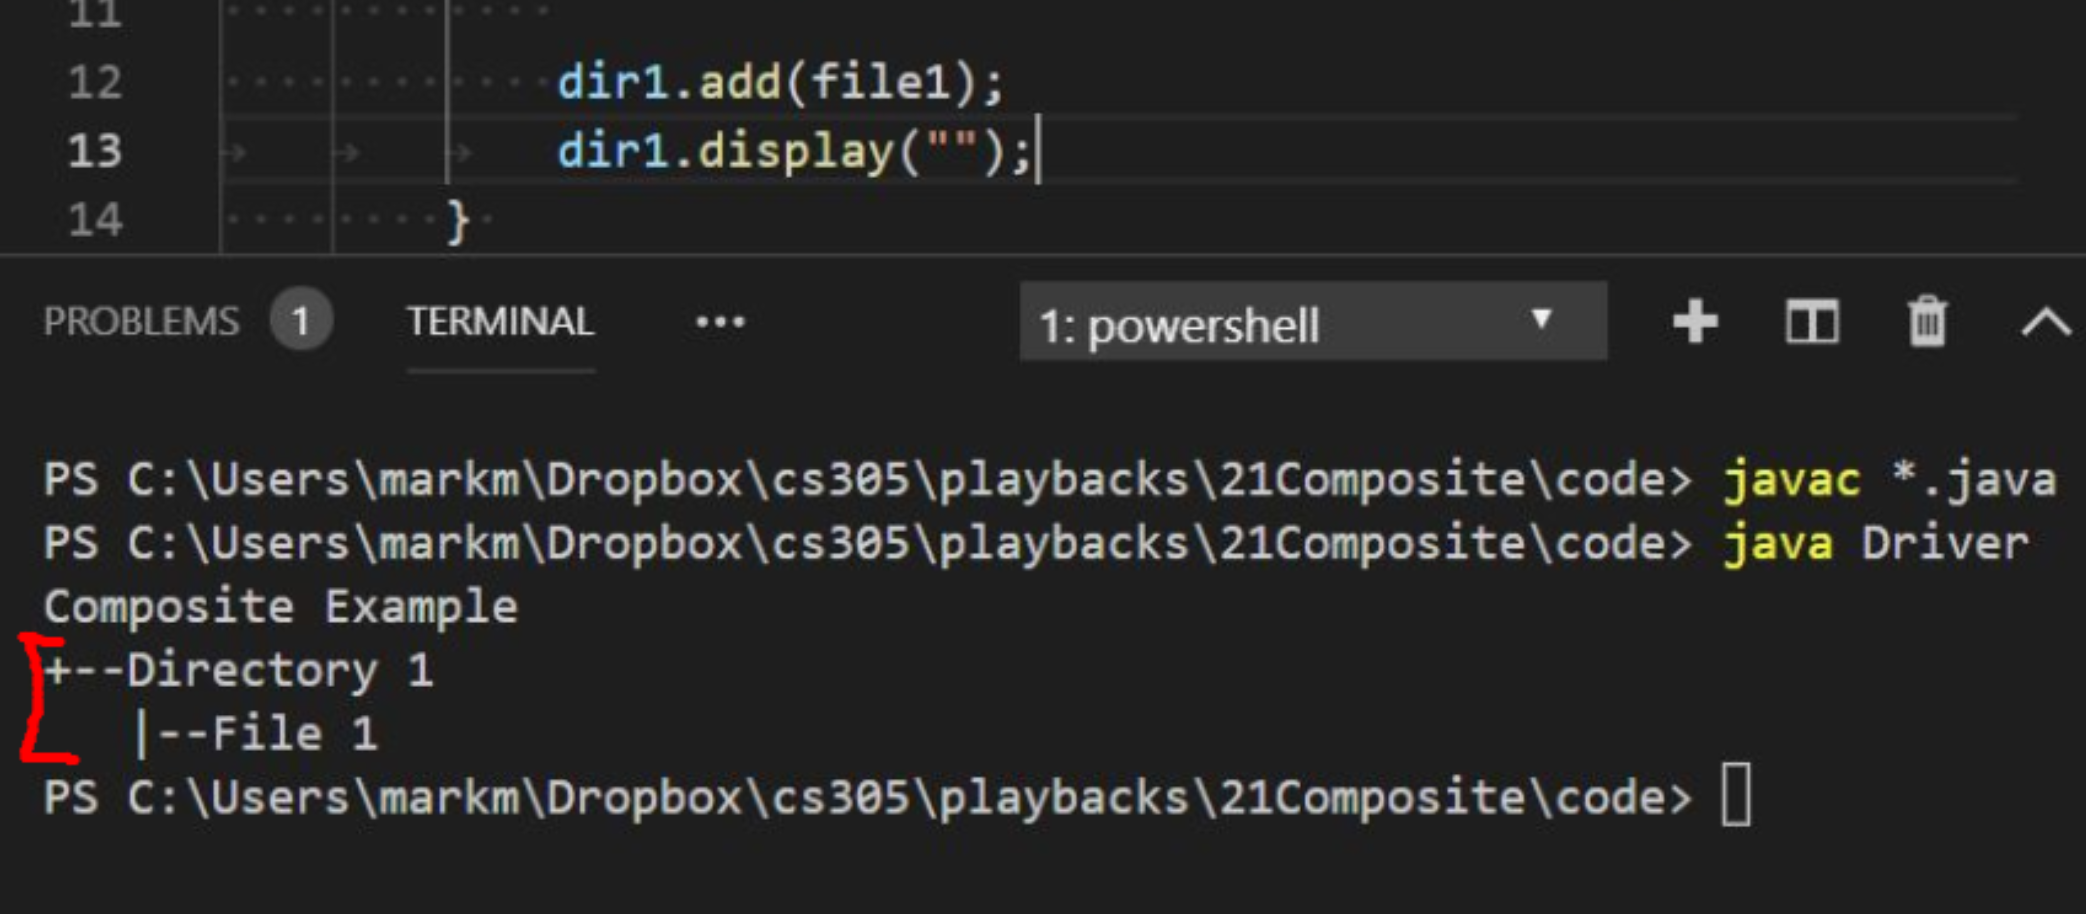 11
12 dir1.add(file1);
13 dir1.display("");
14 }
PROBLEMS 1 TERMINAL ··· 1: powershell
PS C:\Users\markm\Dropbox\cs305\playbacks\21Composite\code> javac *.java
PS C:\Users\markm\Dropbox\cs305\playbacks\21Composite\code> java Driver
Composite Example
+--Directory 1
   |--File 1
PS C:\Users\markm\Dropbox\cs305\playbacks\21Composite\code>